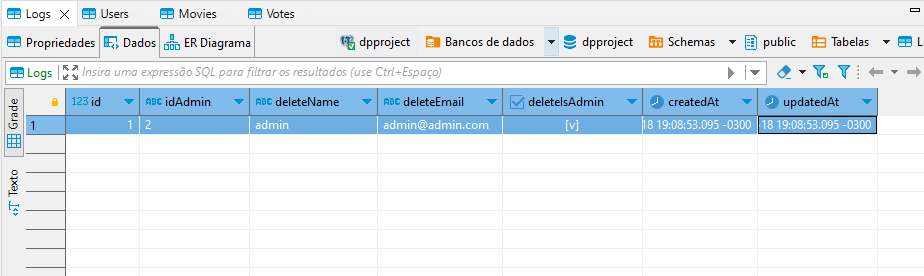 Logs Users Movies Votes
Propriedades Dados ER Diagrama dpproject Bancos de dados dpproject Schemas public Tabelas L
Logs Insira uma expressão SQL para filtrar os resultados (use Ctrl+Espaço)
Grade
Texto
123 id ABC idAdmin ABC deleteName ABC deleteEmail deleteIsAdmin createdAt updatedAt
1 1 2 admin admin@admin.com [v] 18 19:08:53.095 -0300 18 19:08:53.095 -0300